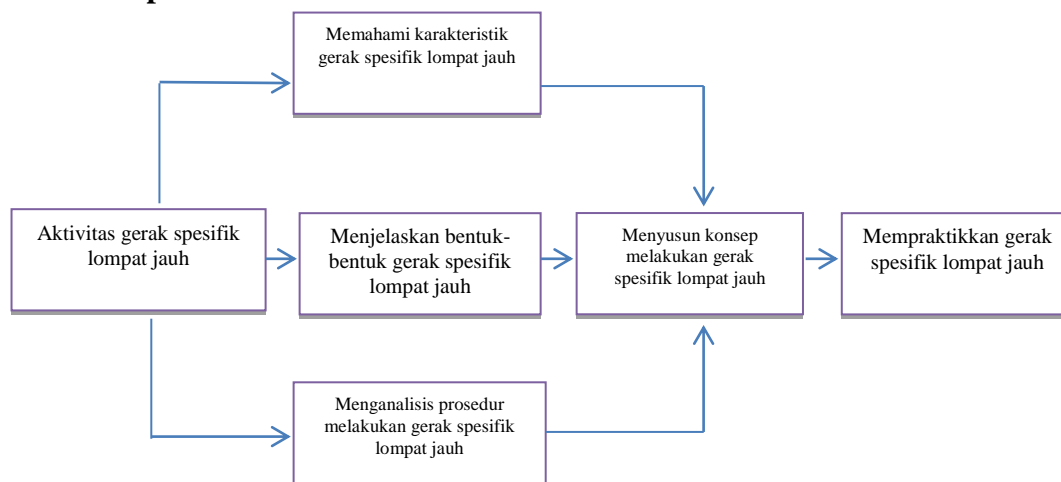 Memahami karakteristik
gerak spesifik lompat jauh
Aktivitas gerak spesifik
lompat jauh
Menjelaskan bentuk-
bentuk gerak spesifik
lompat jauh
Menyusun konsep
melakukan gerak
spesifik lompat jauh
Mempraktikkan gerak
spesifik lompat jauh
Menganalisis prosedur
melakukan gerak spesifik
lompat jauh